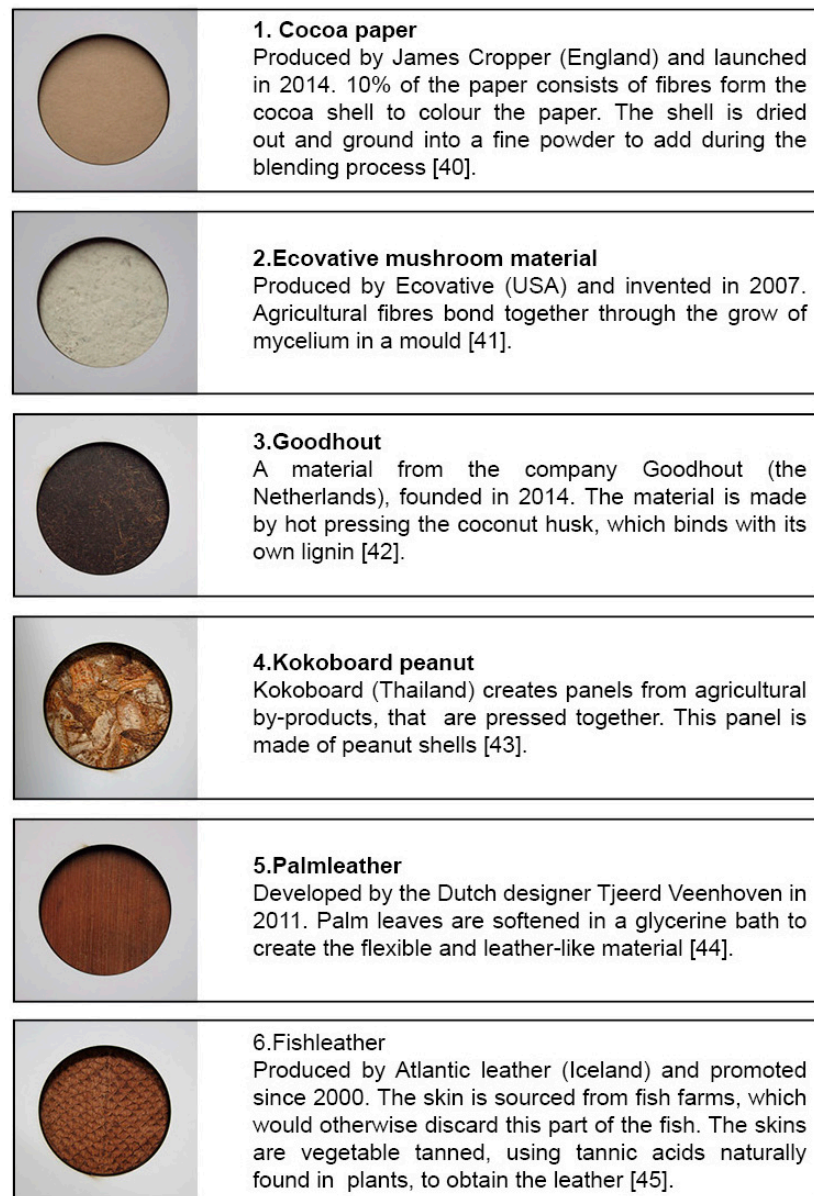 1. Cocoa paper
Produced by James Cropper (England) and launched
in 2014. 10% of the paper consists of fibres form the
cocoa shell to colour the paper. The shell is dried
out and ground into a fine powder to add during the
blending process [40].
2.Ecovative mushroom material
Produced by Ecovative (USA) and invented in 2007.
Agricultural fibres bond together through the grow of
mycelium in a mould [41].
3.Goodhout
A material from the company Goodhout (the
Netherlands), founded in 2014. The material is made
by hot pressing the coconut husk, which binds with its
own lignin [42].
4.Kokoboard peanut
Kokoboard (Thailand) creates panels from agricultural
by-products, that are pressed together. This panel is
made of peanut shells [43].
5.Palmleather
Developed by the Dutch designer Tjeerd Veenhoven in
2011. Palm leaves are softened in a glycerine bath to
create the flexible and leather-like material [44].
6.Fishleather
Produced by Atlantic leather (Iceland) and promoted
since 2000. The skin is sourced from fish farms, which
would otherwise discard this part of the fish. The skins
are vegetable tanned, using tannic acids naturally
found in plants, to obtain the leather [45].